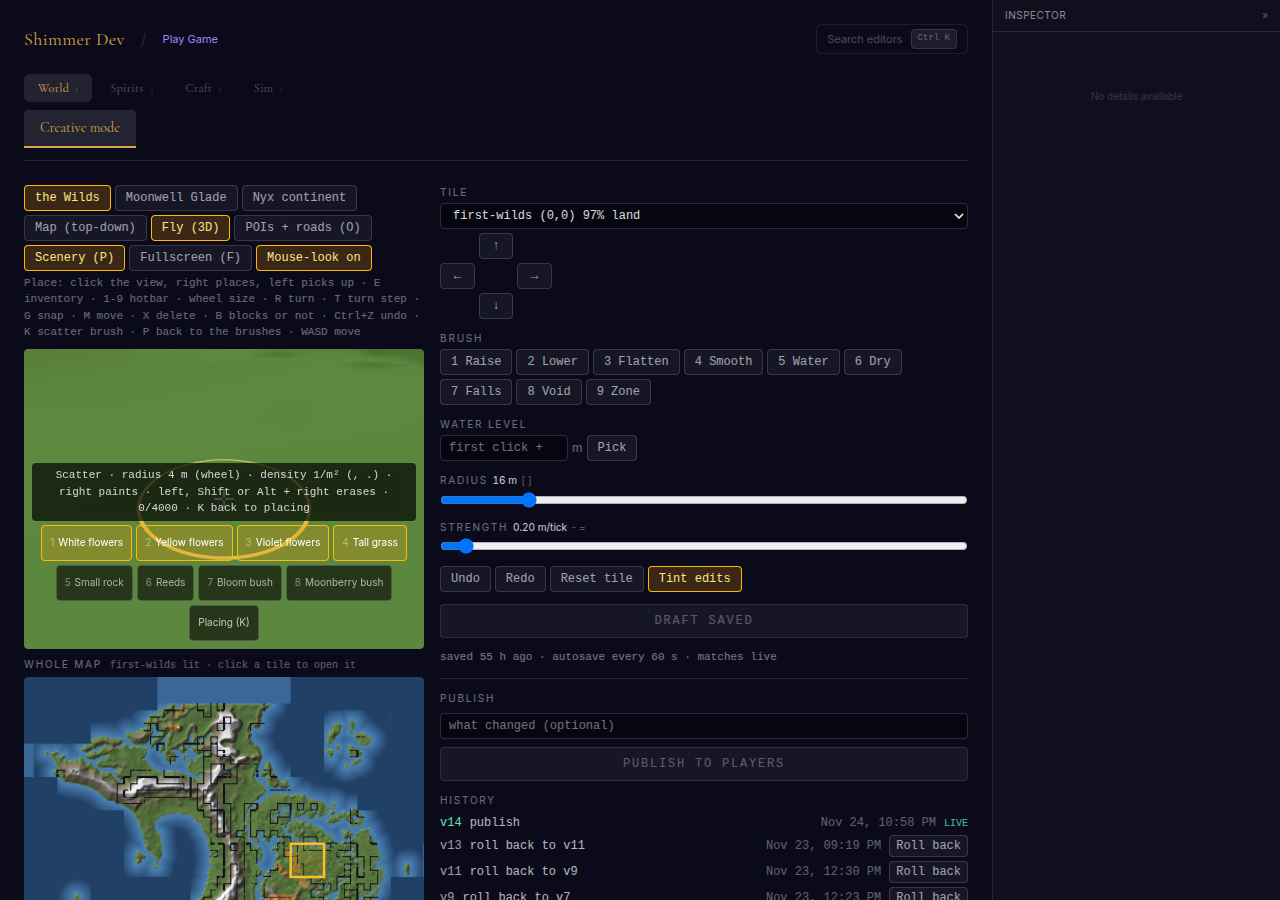 Shimmer Dev / Play Game
Search editors Ctrl K
World Spirits Craft Sim
Creative mode
the Wilds Moonwell Glade Nyx continent
Map (top-down) Fly (3D) POIs + roads (O)
Scenery (P) Fullscreen (F) Mouse-look on
Place: click the view, right places, left picks up · E
inventory · 1-9 hotbar · wheel size · R turn · T turn step ·
G snap · M move · X delete · B blocks or not · Ctrl+Z undo ·
K scatter brush · P back to the brushes · WASD move
Scatter · radius 4 m (wheel) · density 1/m² (, .) ·
right paints · left, Shift or Alt + right erases ·
0/4000 · K back to placing
1 White flowers 2 Yellow flowers 3 Violet flowers 4 Tall grass
5 Small rock 6 Reeds 7 Bloom bush 8 Moonberry bush
Placing (K)
WHOLE MAP first-wilds lit · click a tile to open it
TILE
first-wilds (0,0) 97% land
↑
← →
↓
BRUSH
1 Raise 2 Lower 3 Flatten 4 Smooth 5 Water 6 Dry
7 Falls 8 Void 9 Zone
WATER LEVEL
first click + m Pick
RADIUS 16 m [ ]
STRENGTH 0.20 m/tick - =
Undo Redo Reset tile Tint edits
DRAFT SAVED
saved 55 h ago · autosave every 60 s · matches live
PUBLISH
what changed (optional)
PUBLISH TO PLAYERS
HISTORY
v14 publish Nov 24, 10:58 PM LIVE
v13 roll back to v11 Nov 23, 09:19 PM Roll back
v11 roll back to v9 Nov 23, 12:30 PM Roll back
v9 roll back to v7 Nov 23, 12:23 PM Roll back
INSPECTOR »
No details available